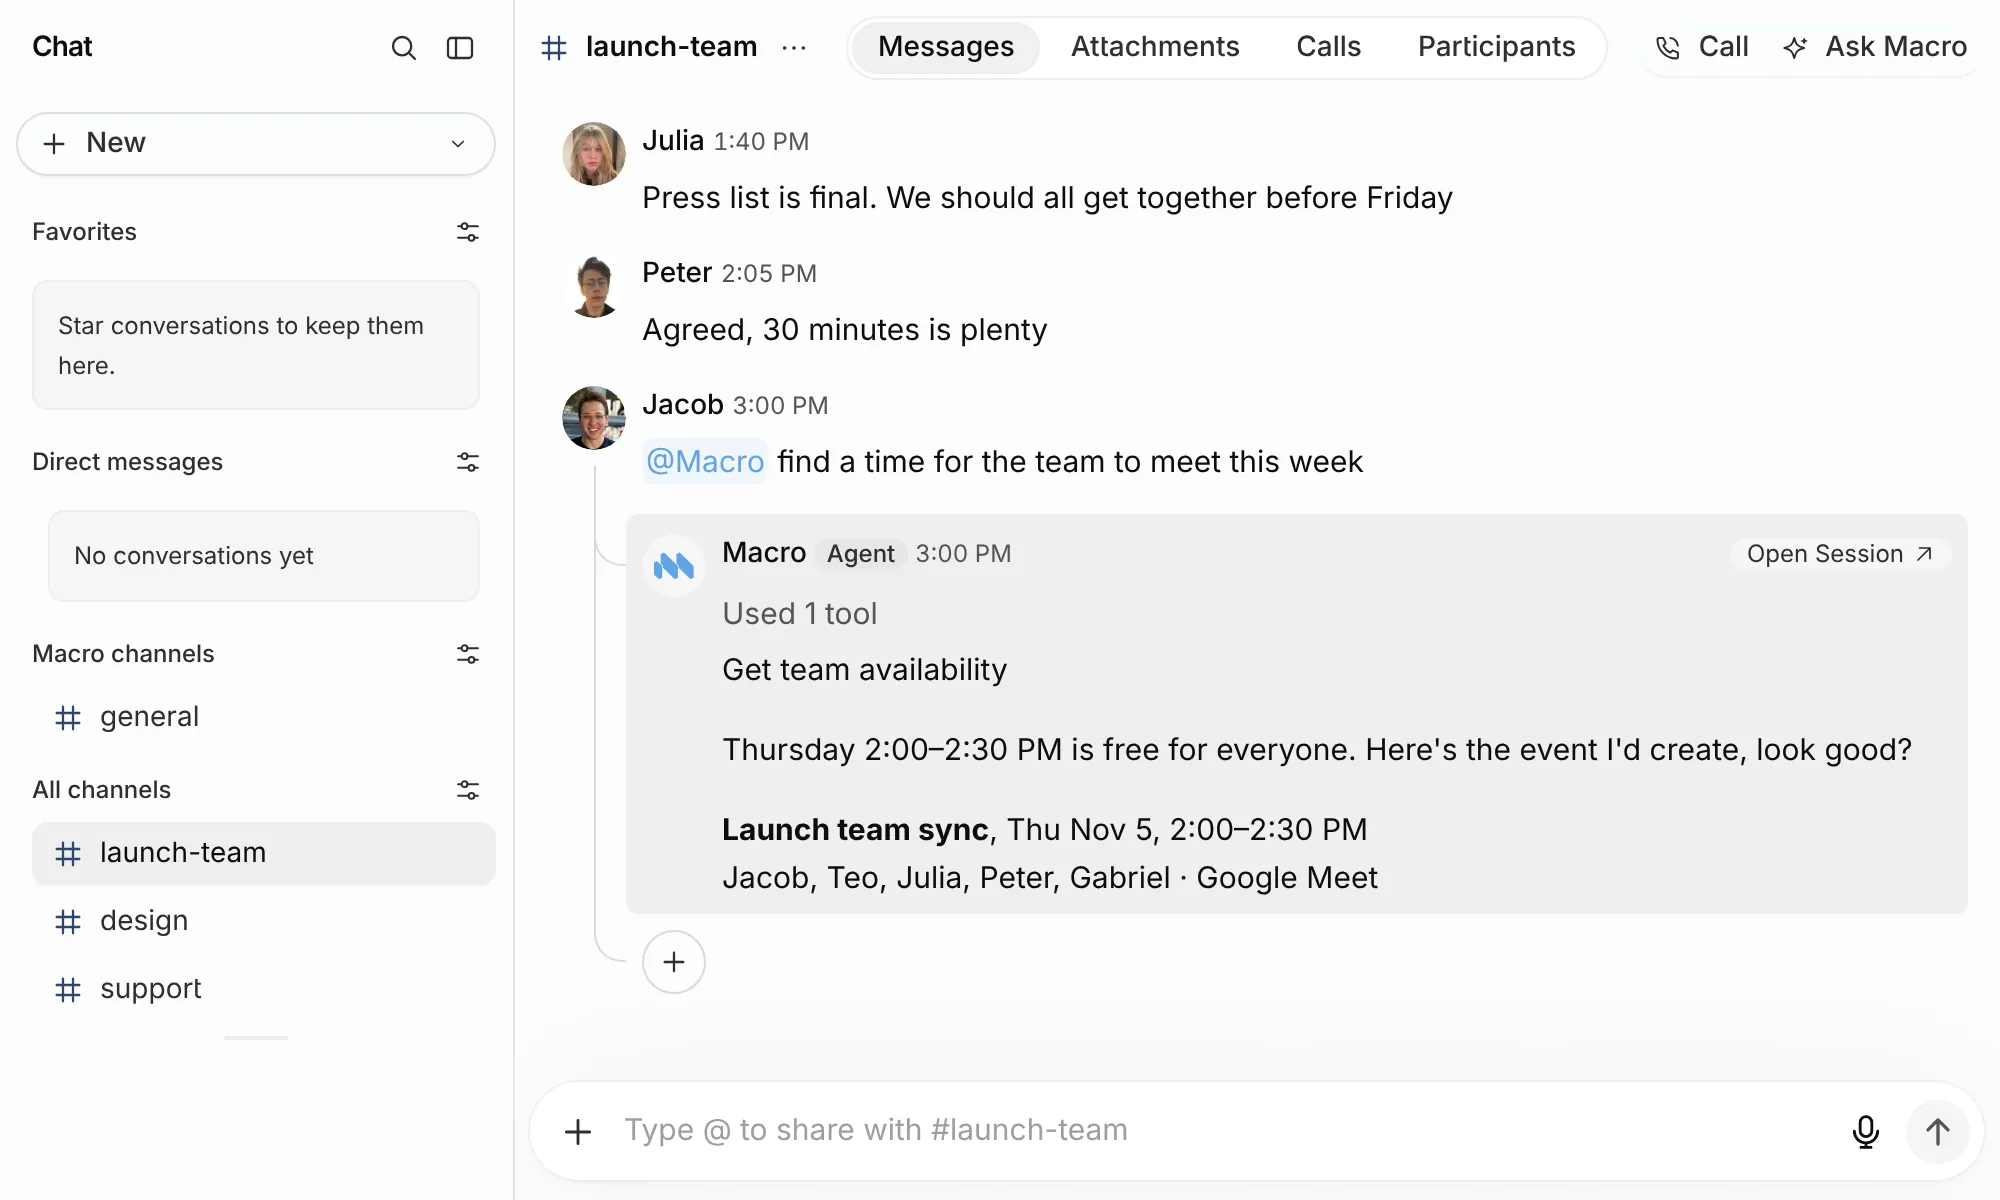 Chat
New
Favorites
Star conversations to keep them
here.
Direct messages
No conversations yet
Macro channels
general
All channels
launch-team
design
support
launch-team
Messages
Attachments
Calls
Participants
Call
Ask Macro
Julia 1:40 PM
Press list is final. We should all get together before Friday
Peter 2:05 PM
Agreed, 30 minutes is plenty
Jacob 3:00 PM
@Macro find a time for the team to meet this week
Macro Agent 3:00 PM
Open Session
Used 1 tool
Get team availability
Thursday 2:00–2:30 PM is free for everyone. Here's the event I'd create, look good?
Launch team sync, Thu Nov 5, 2:00–2:30 PM
Jacob, Teo, Julia, Peter, Gabriel · Google Meet
Type @ to share with #launch-team